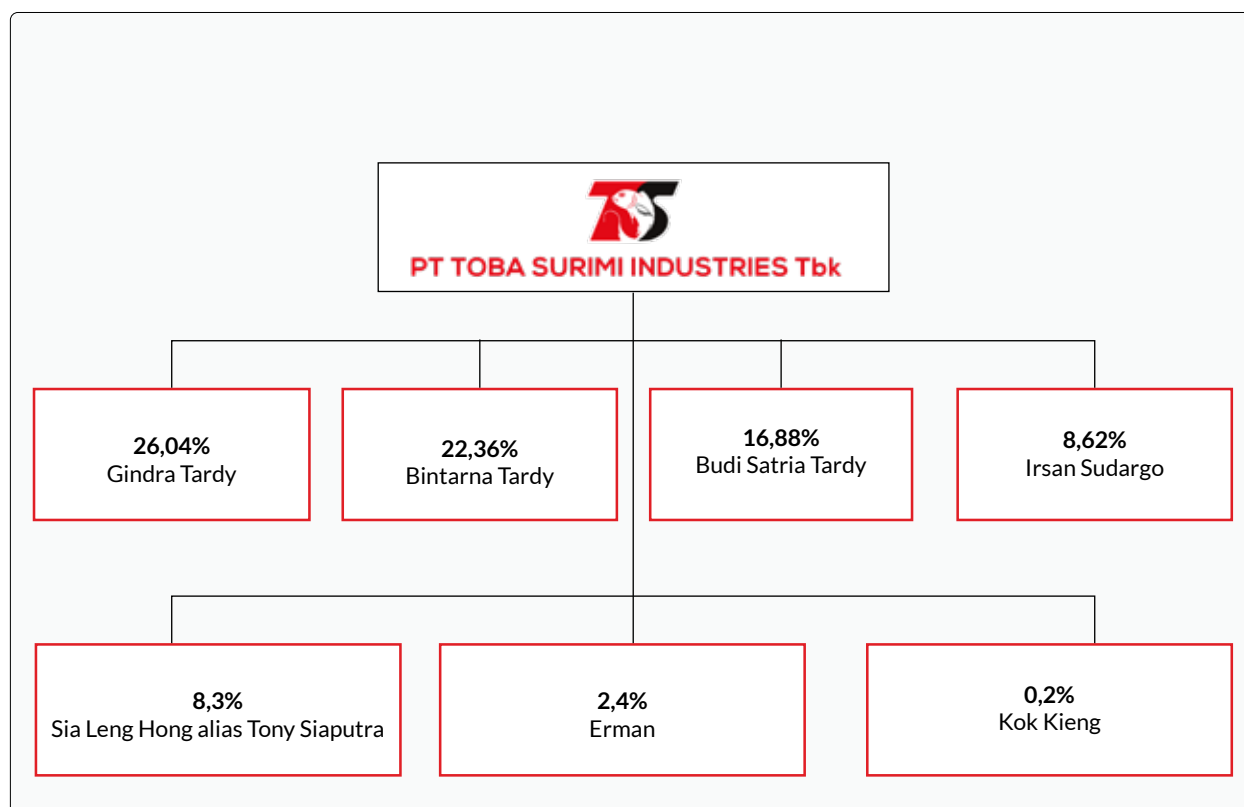 TS
PT TOBA SURIMI INDUSTRIES Tbk
26,04%
Gindra Tardy
22,36%
Bintarna Tardy
16,88%
Budi Satria Tardy
8,62%
Irsan Sudargo
8,3%
Sia Leng Hong alias Tony Siaputra
2,4%
Erman
0,2%
Kok Kieng